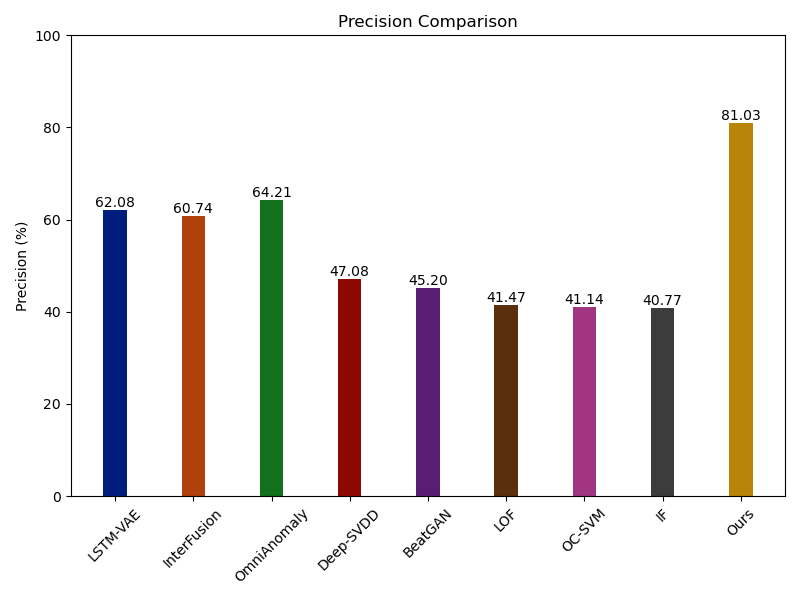 Precision Comparison
Precision (%)
100
80
60
40
20
0
62.08
60.74
64.21
47.08
45.20
41.47
41.14
40.77
81.03
LSTM-VAE
InterFusion
OmniAnomaly
Deep-SVDD
BeatGAN
LOF
OC-SVM
IF
Ours